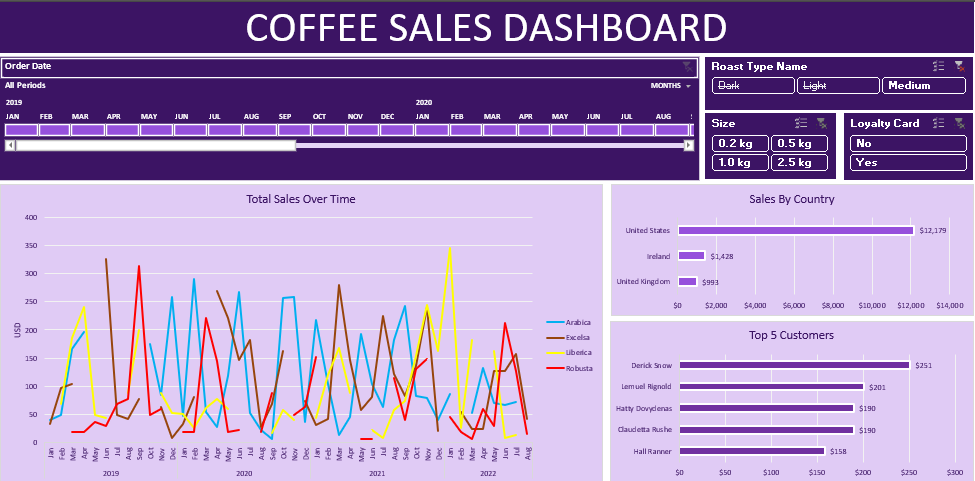 COFFEE SALES DASHBOARD
Order Date
All Periods
MONTHS
2019 2020
JAN FEB MAR APR MAY JUN JUL AUG SEP OCT NOV DEC JAN FEB MAR APR MAY JUN JUL AUG
Roast Type Name
Dark Light Medium
Size
0.2 kg 0.5 kg
1.0 kg 2.5 kg
Loyalty Card
No
Yes
Total Sales Over Time
400
350
300
250
200
150
100
50
0
USD
Arabica
Excelsa
Liberica
Robusta
Jan Feb Mar Apr May Jun Jul Aug Sep Oct Nov Dec Jan Feb Mar Apr May Jun Jul Aug Sep Oct Nov Dec Jan Feb Mar Apr May Jun Jul Aug Sep Oct Nov Dec Jan Feb Mar Apr May Jun Jul Aug
2019 2020 2021 2022
Sales By Country
United States $12,179
Ireland $1,428
United Kingdom $993
$0 $2,000 $4,000 $6,000 $8,000 $10,000 $12,000 $14,000
Top 5 Customers
Derick Snow $251
Lemuel Rignold $201
Hatty Dovydenas $190
Claudetta Rushe $190
Hall Ranner $158
$0 $50 $100 $150 $200 $250 $300